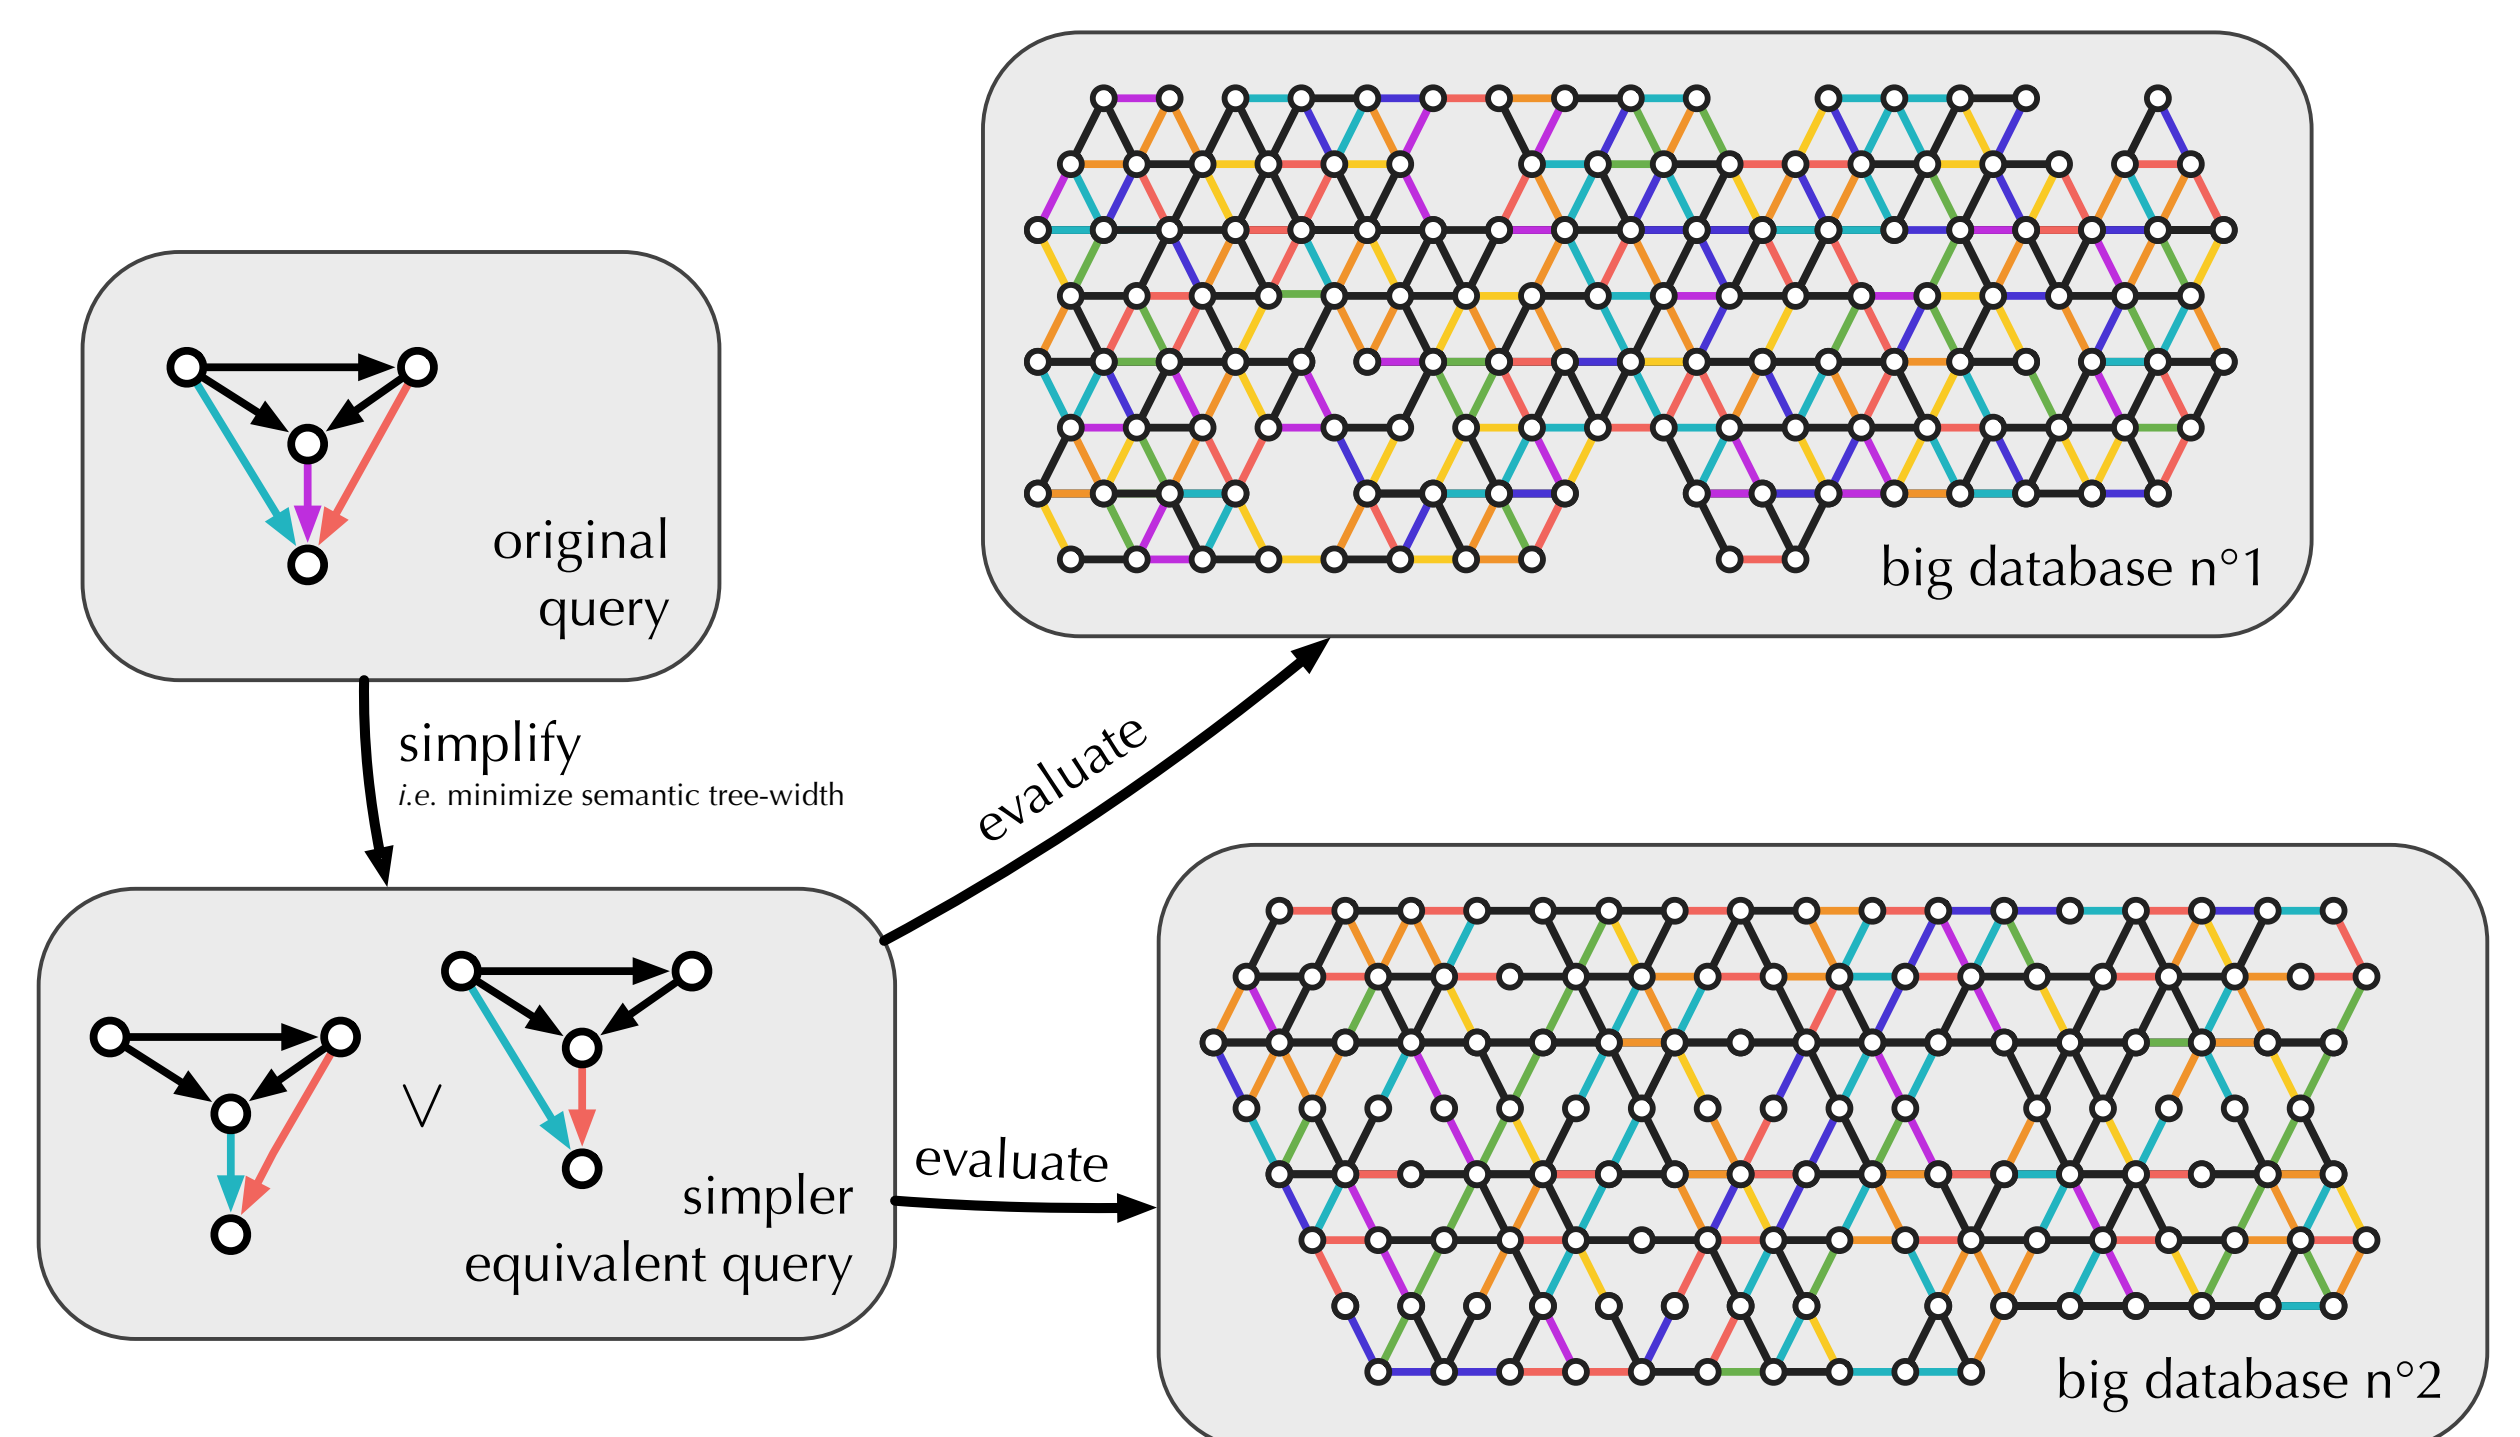 original
query
big database n°1
simplify
i.e. minimize semantic tree-width
evaluate
∨
simpler
equivalent query
evaluate
big database n°2